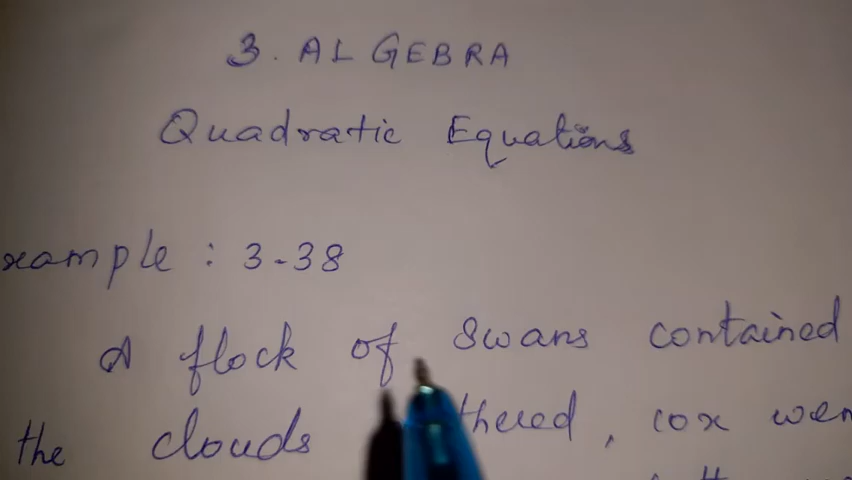 3. ALGEBRA
Quadratic Equations
xample : 3.38
A flock of swans contained
the clouds thered, cox wen